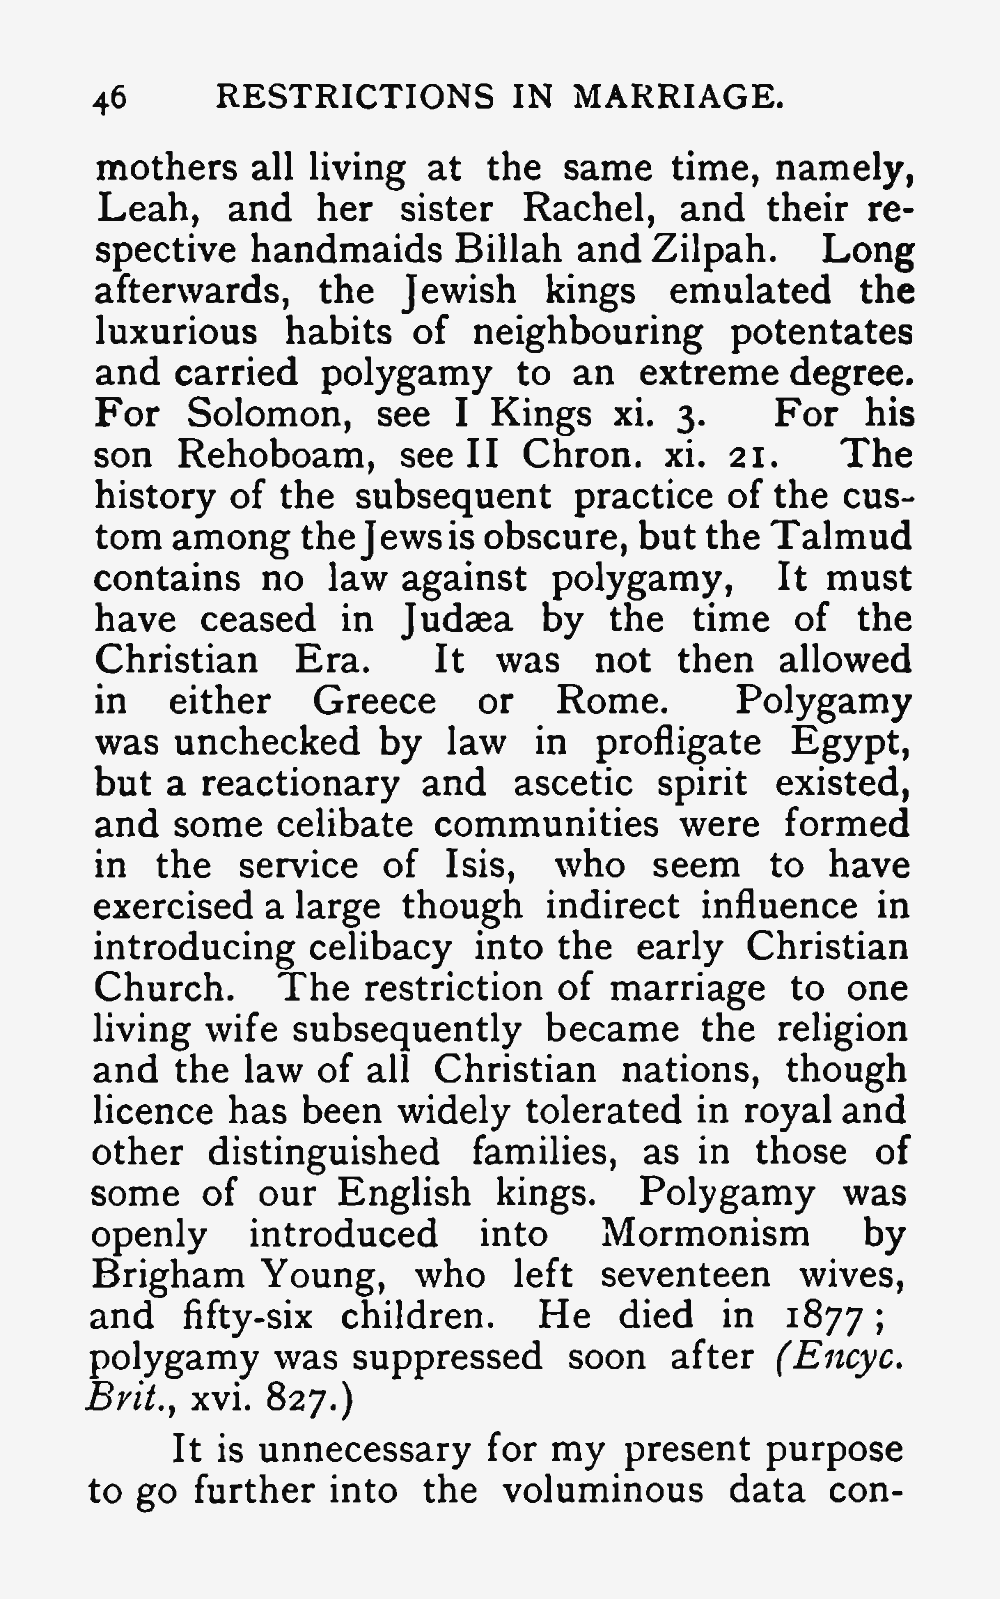 46 RESTRICTIONS IN MARRIAGE.
mothers all living at the same time, namely,
Leah, and her sister Rachel, and their re-
spective handmaids Billah and Zilpah. Long
afterwards, the Jewish kings emulated the
luxurious habits of neighbouring potentates
and carried polygamy to an extreme degree.
For Solomon, see I Kings xi. 3. For his
son Rehoboam, see II Chron. xi. 21. The
history of the subsequent practice of the cus-
tom among the Jews is obscure, but the Talmud
contains no law against polygamy, It must
have ceased in Judæa by the time of the
Christian Era. It was not then allowed
in either Greece or Rome. Polygamy
was unchecked by law in profligate Egypt,
but a reactionary and ascetic spirit existed,
and some celibate communities were formed
in the service of Isis, who seem to have
exercised a large though indirect influence in
introducing celibacy into the early Christian
Church. The restriction of marriage to one
living wife subsequently became the religion
and the law of all Christian nations, though
licence has been widely tolerated in royal and
other distinguished families, as in those of
some of our English kings. Polygamy was
openly introduced into Mormonism by
Brigham Young, who left seventeen wives,
and fifty-six children. He died in 1877 ;
polygamy was suppressed soon after (Encyc.
Brit., xvi. 827.)
It is unnecessary for my present purpose
to go further into the voluminous data con-